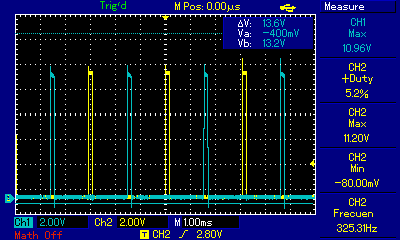 Trig'd M Pos: 0.00µs Measure
ΔV: 13.6V
Va: -400mV
Vb: 13.2V
CH1
Max
10.96V
CH2
+Duty
5.2%
CH2
Max
11.20V
CH2
Min
-80.00mV
CH2
Frecuen
325.31Hz
Ch1 2.00V Ch2 2.00V M 100ms
Math Off T CH2 2.80V